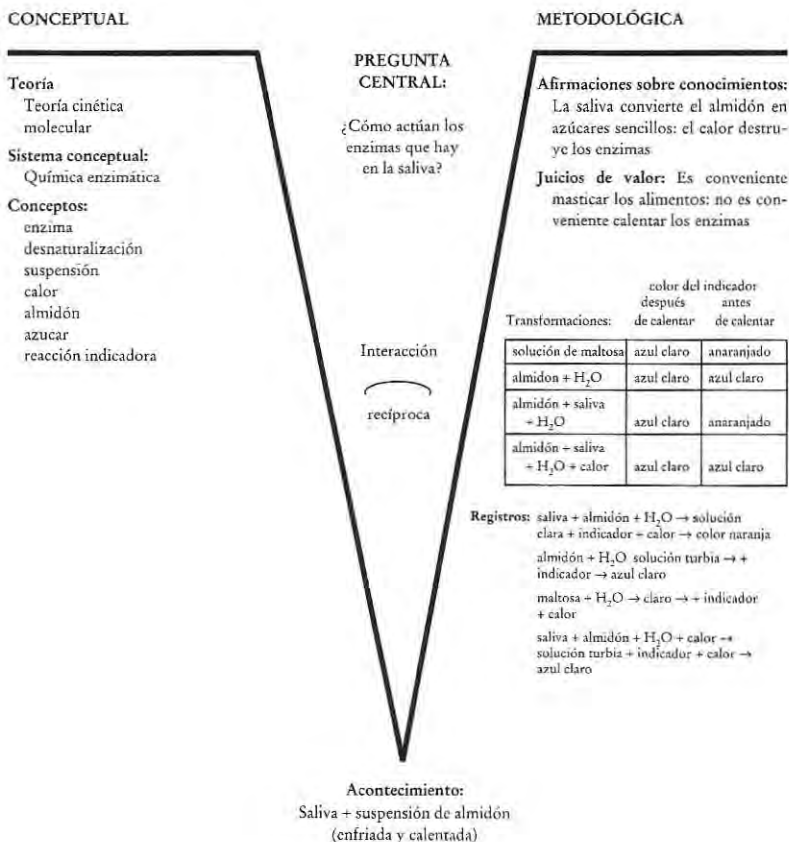 CONCEPTUAL
Teoría
Teoría cinética
molecular
Sistema conceptual:
Química enzimática
Conceptos:
enzima
desnaturalización
suspensión
calor
almidón
azucar
reacción indicadora
PREGUNTA
CENTRAL:
¿Cómo actúan los
enzimas que hay
en la saliva?
Interacción
recíproca
METODOLÓGICA
Afirmaciones sobre conocimientos:
La saliva convierte el almidón en
azúcares sencillos: el calor destru-
ye los enzimas
Juicios de valor: Es conveniente
masticar los alimentos: no es con-
veniente calentar los enzimas
color del indicador
después antes
Transformaciones: de calentar de calentar
solución de maltosa azul claro anaranjado
almidon + H₂O azul claro azul claro
almidón + saliva
+ H₂O azul claro anaranjado
almidón + saliva
+ H₂O + calor azul claro azul claro
Registros: saliva + almidón + H₂O → solución
clara + indicador + calor → color naranja
almidón + H₂O solución turbia → +
indicador → azul claro
maltosa + H₂O → claro → + indicador
+ calor
saliva + almidón + H₂O + calor →
solución turbia + indicador + calor →
azul claro
Acontecimiento:
Saliva + suspensión de almidón
(enfriada y calentada)